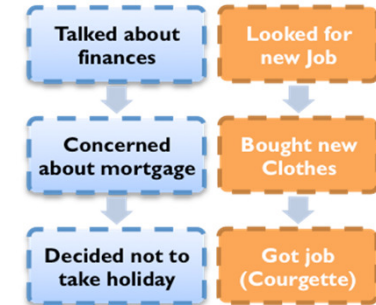 Talked about
finances
Concerned
about mortgage
Decided not to
take holiday
Looked for
new Job
Bought new
Clothes
Got job
(Courgette)